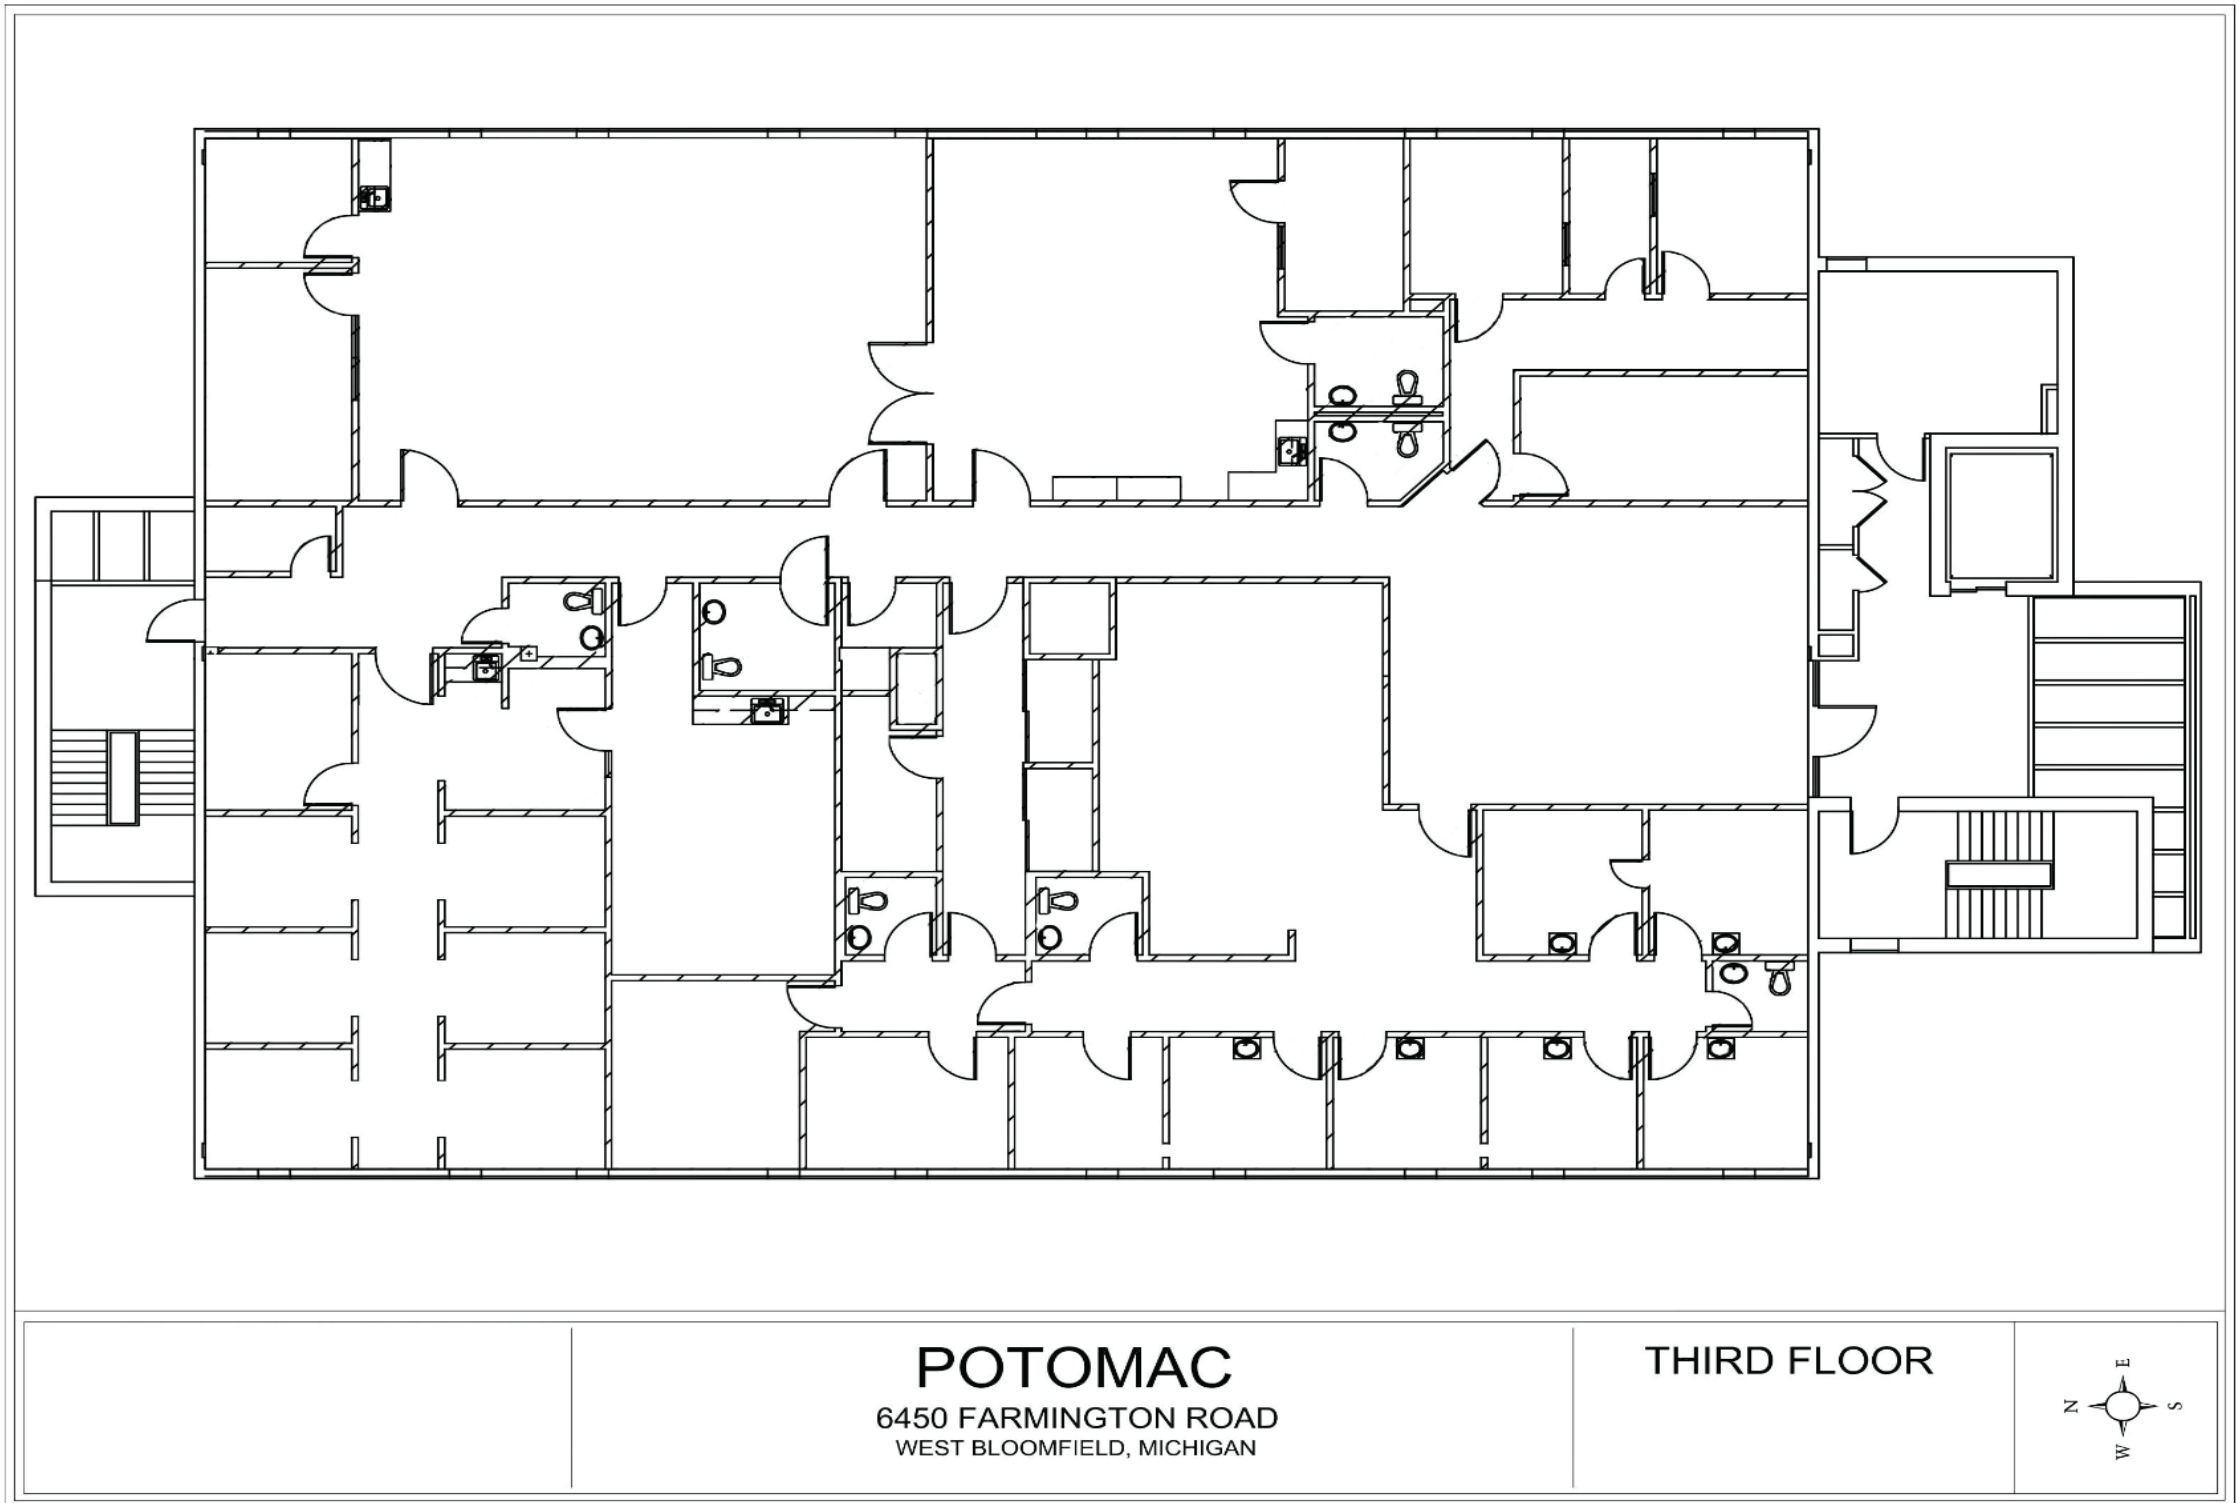 POTOMAC
6450 FARMINGTON ROAD
WEST BLOOMFIELD, MICHIGAN
THIRD FLOOR
E
N
S
W